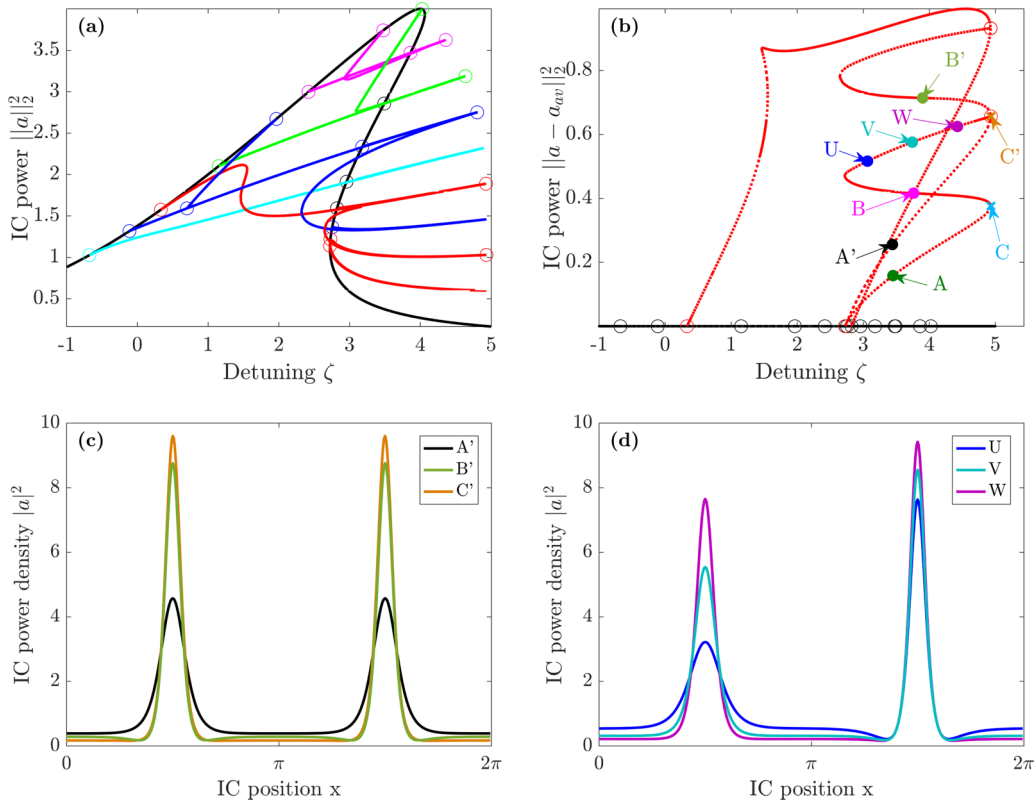 (a)
3.5
3
2.5
2
1.5
1
0.5
IC power ||a||₂²
-1 0 1 2 3 4 5
Detuning ζ
(b)
0.8
0.6
0.4
0.2
IC power ||a − a_av||₂²
B'
W
V
U
C'
B
C
A'
A
-1 0 1 2 3 4 5
Detuning ζ
(c)
10
8
6
4
2
0
IC power density |a|²
A'
B'
C'
0 π 2π
IC position x
(d)
10
8
6
4
2
0
IC power density |a|²
U
V
W
0 π 2π
IC position x